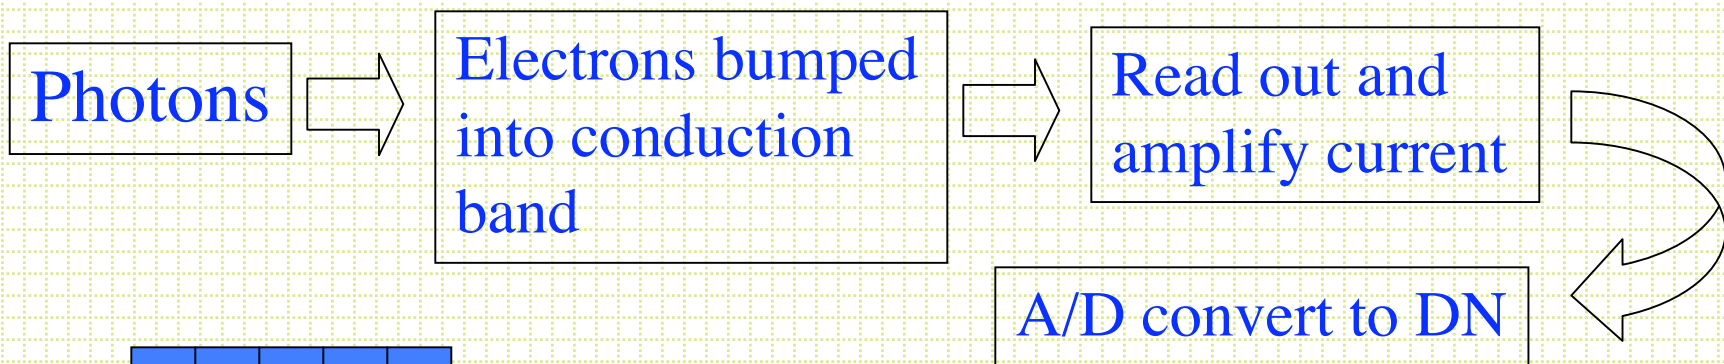 Photons
Electrons bumped
into conduction
band
Read out and
amplify current
A/D convert to DN